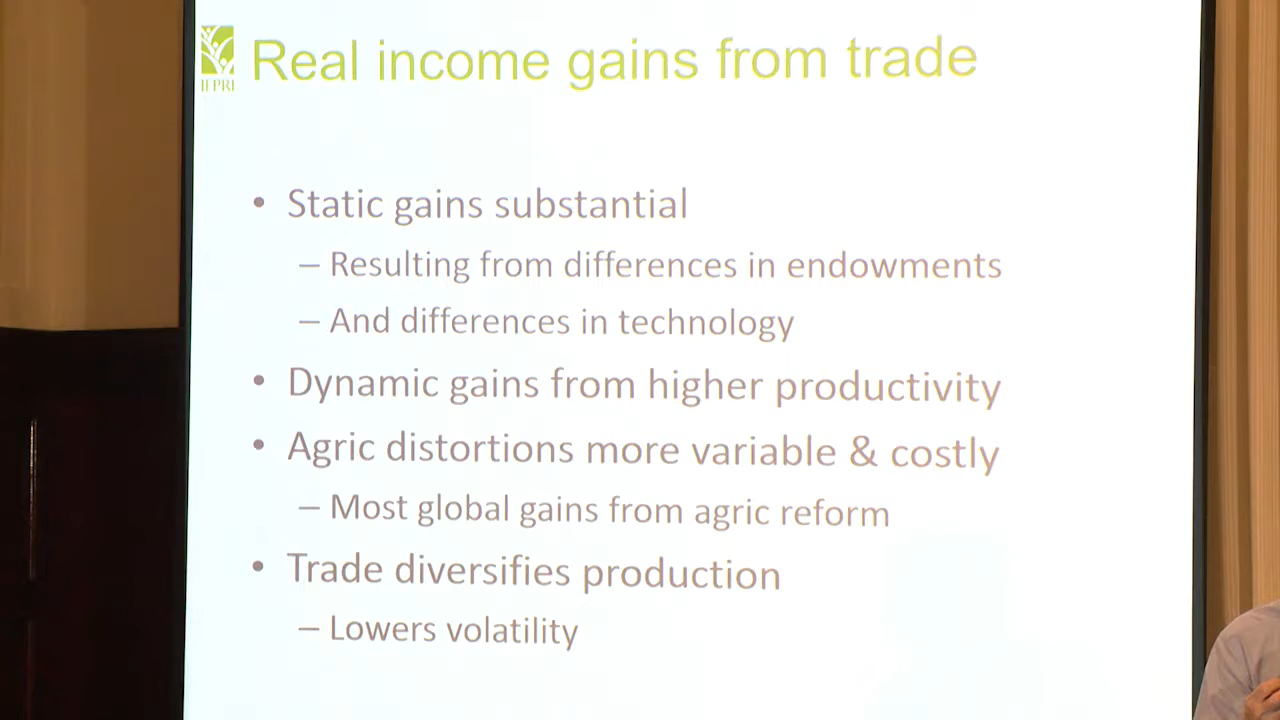 IFPRI
Real income gains from trade
• Static gains substantial
– Resulting from differences in endowments
– And differences in technology
• Dynamic gains from higher productivity
• Agric distortions more variable & costly
– Most global gains from agric reform
• Trade diversifies production
– Lowers volatility